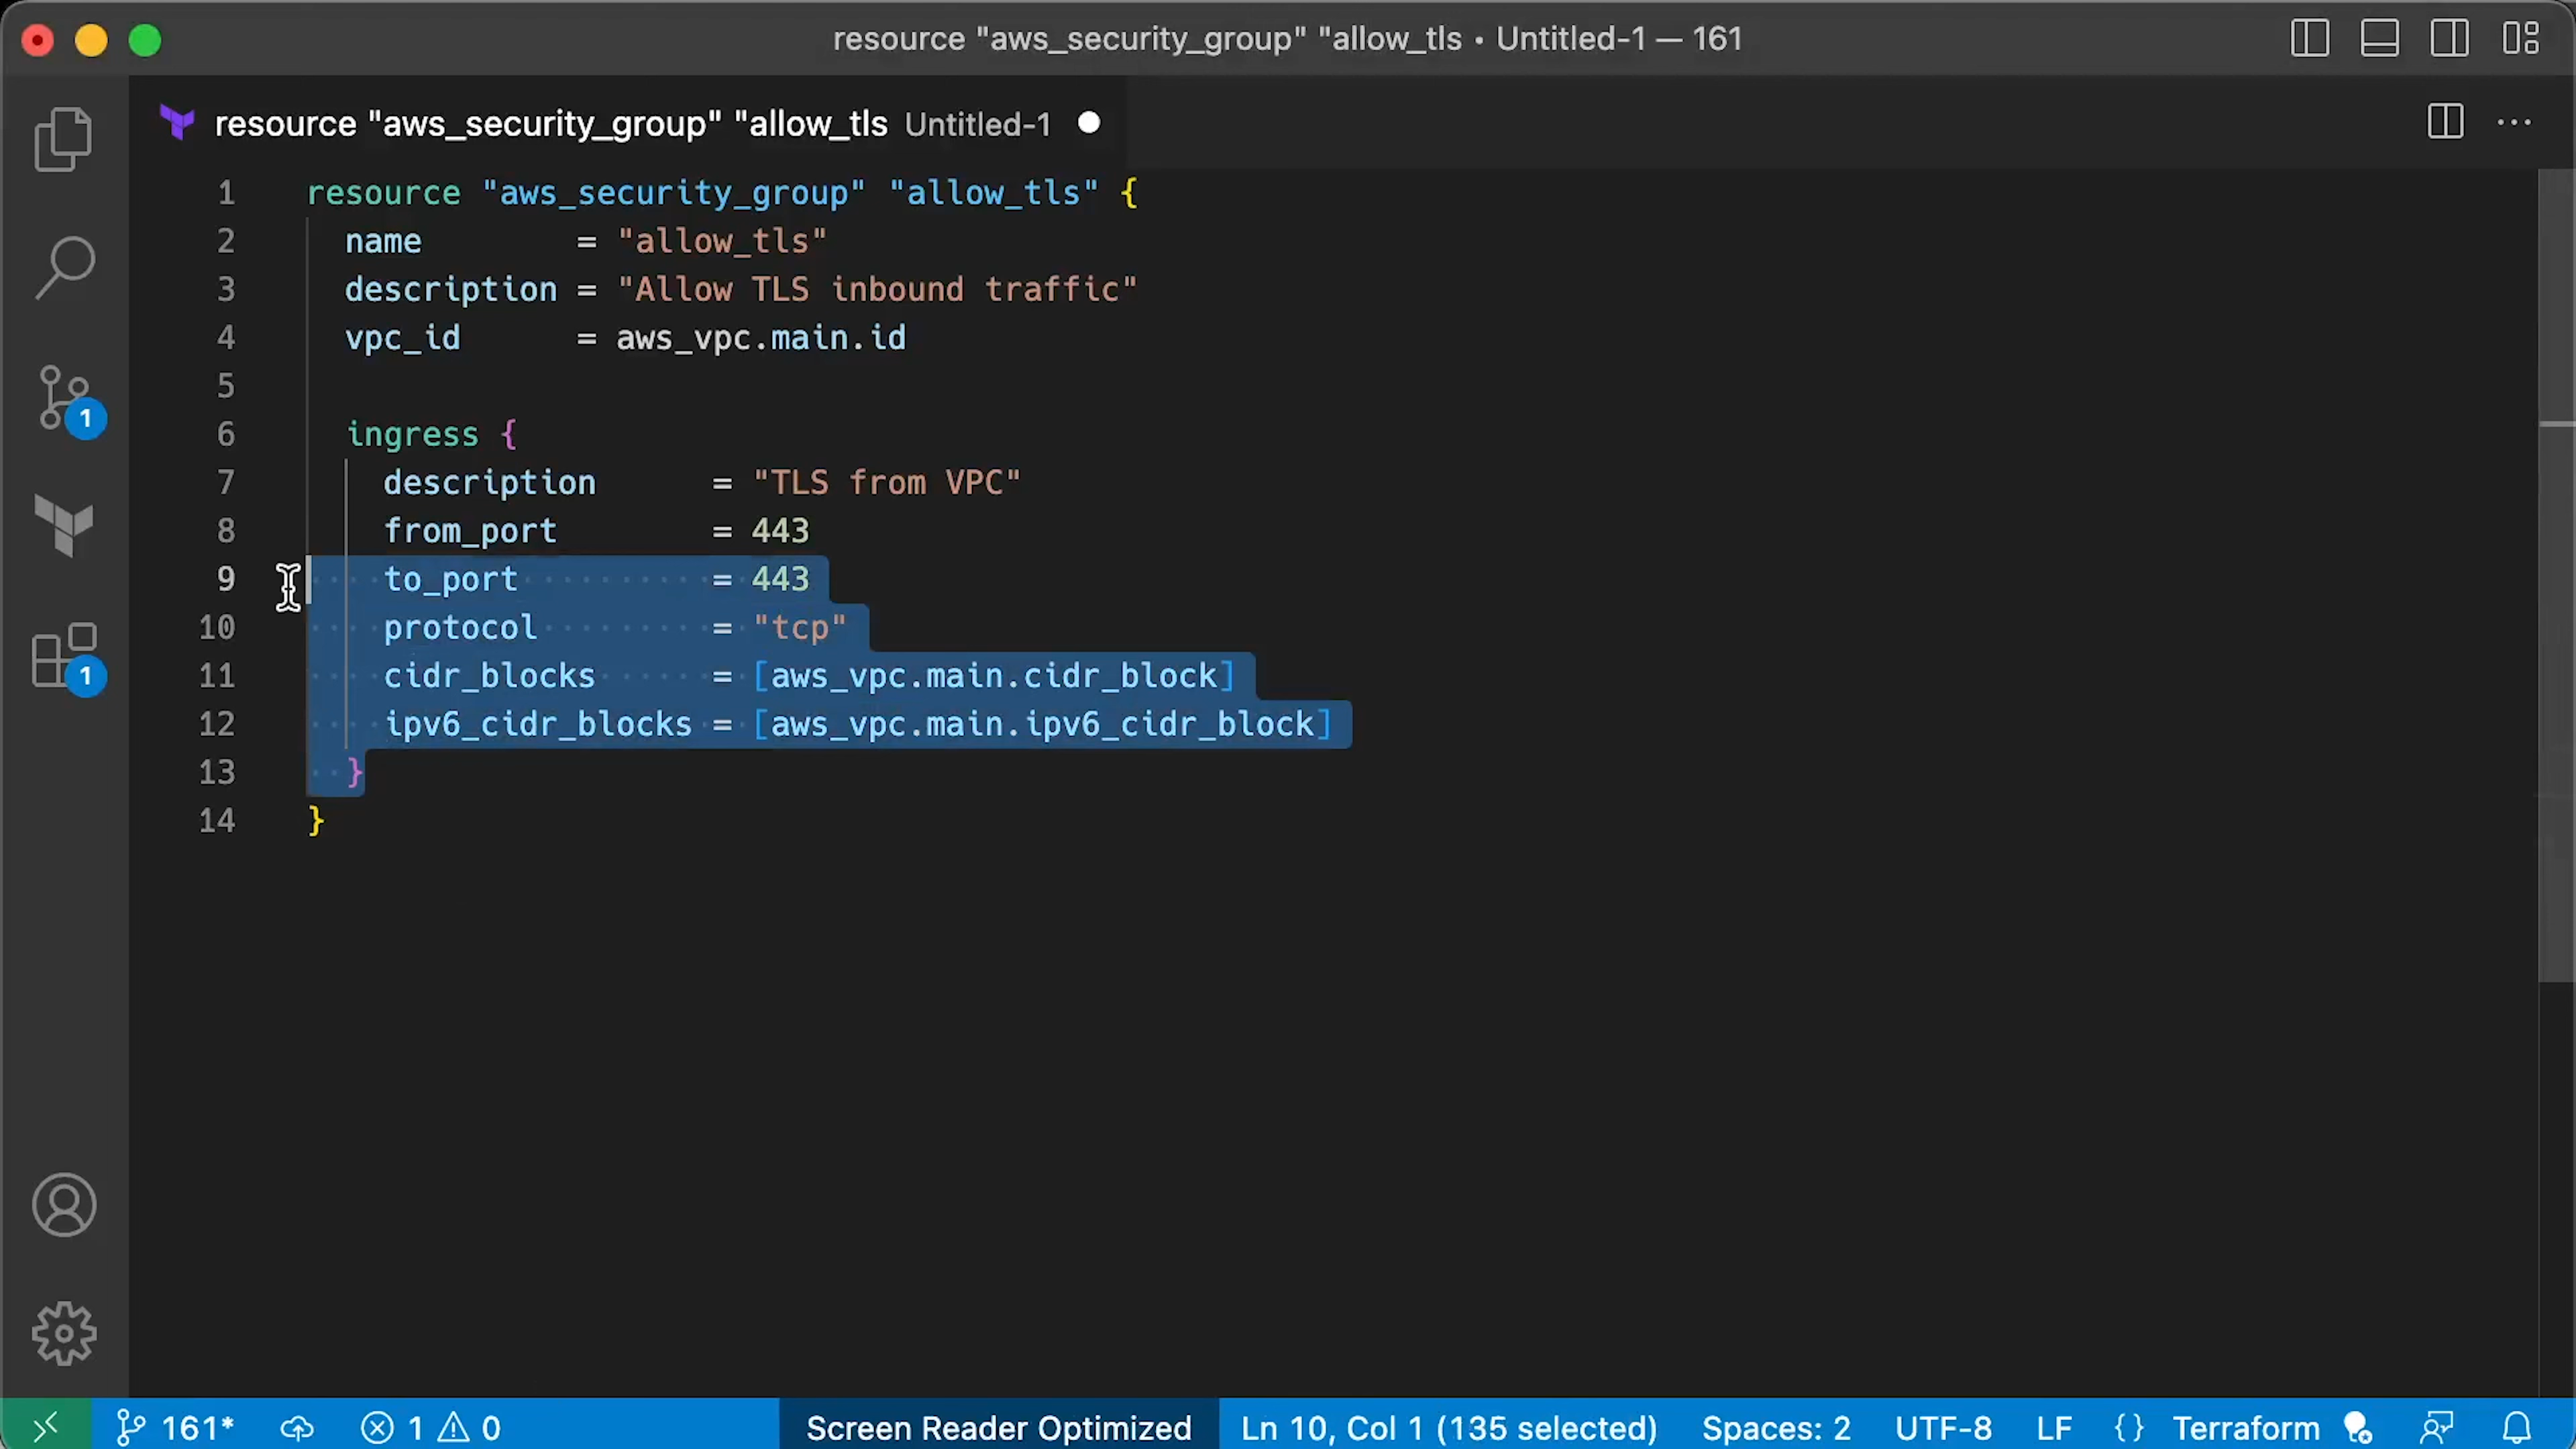 resource "aws_security_group" "allow_tls • Untitled-1 — 161
resource "aws_security_group" "allow_tls Untitled-1
1 resource "aws_security_group" "allow_tls" {
2 name = "allow_tls"
3 description = "Allow TLS inbound traffic"
4 vpc_id = aws_vpc.main.id
5
6 ingress {
7 description = "TLS from VPC"
8 from_port = 443
9 to_port = 443
10 protocol = "tcp"
11 cidr_blocks = [aws_vpc.main.cidr_block]
12 ipv6_cidr_blocks = [aws_vpc.main.ipv6_cidr_block]
13 }
14 }
1
1
161* 1 0 Screen Reader Optimized Ln 10, Col 1 (135 selected) Spaces: 2 UTF-8 LF {} Terraform